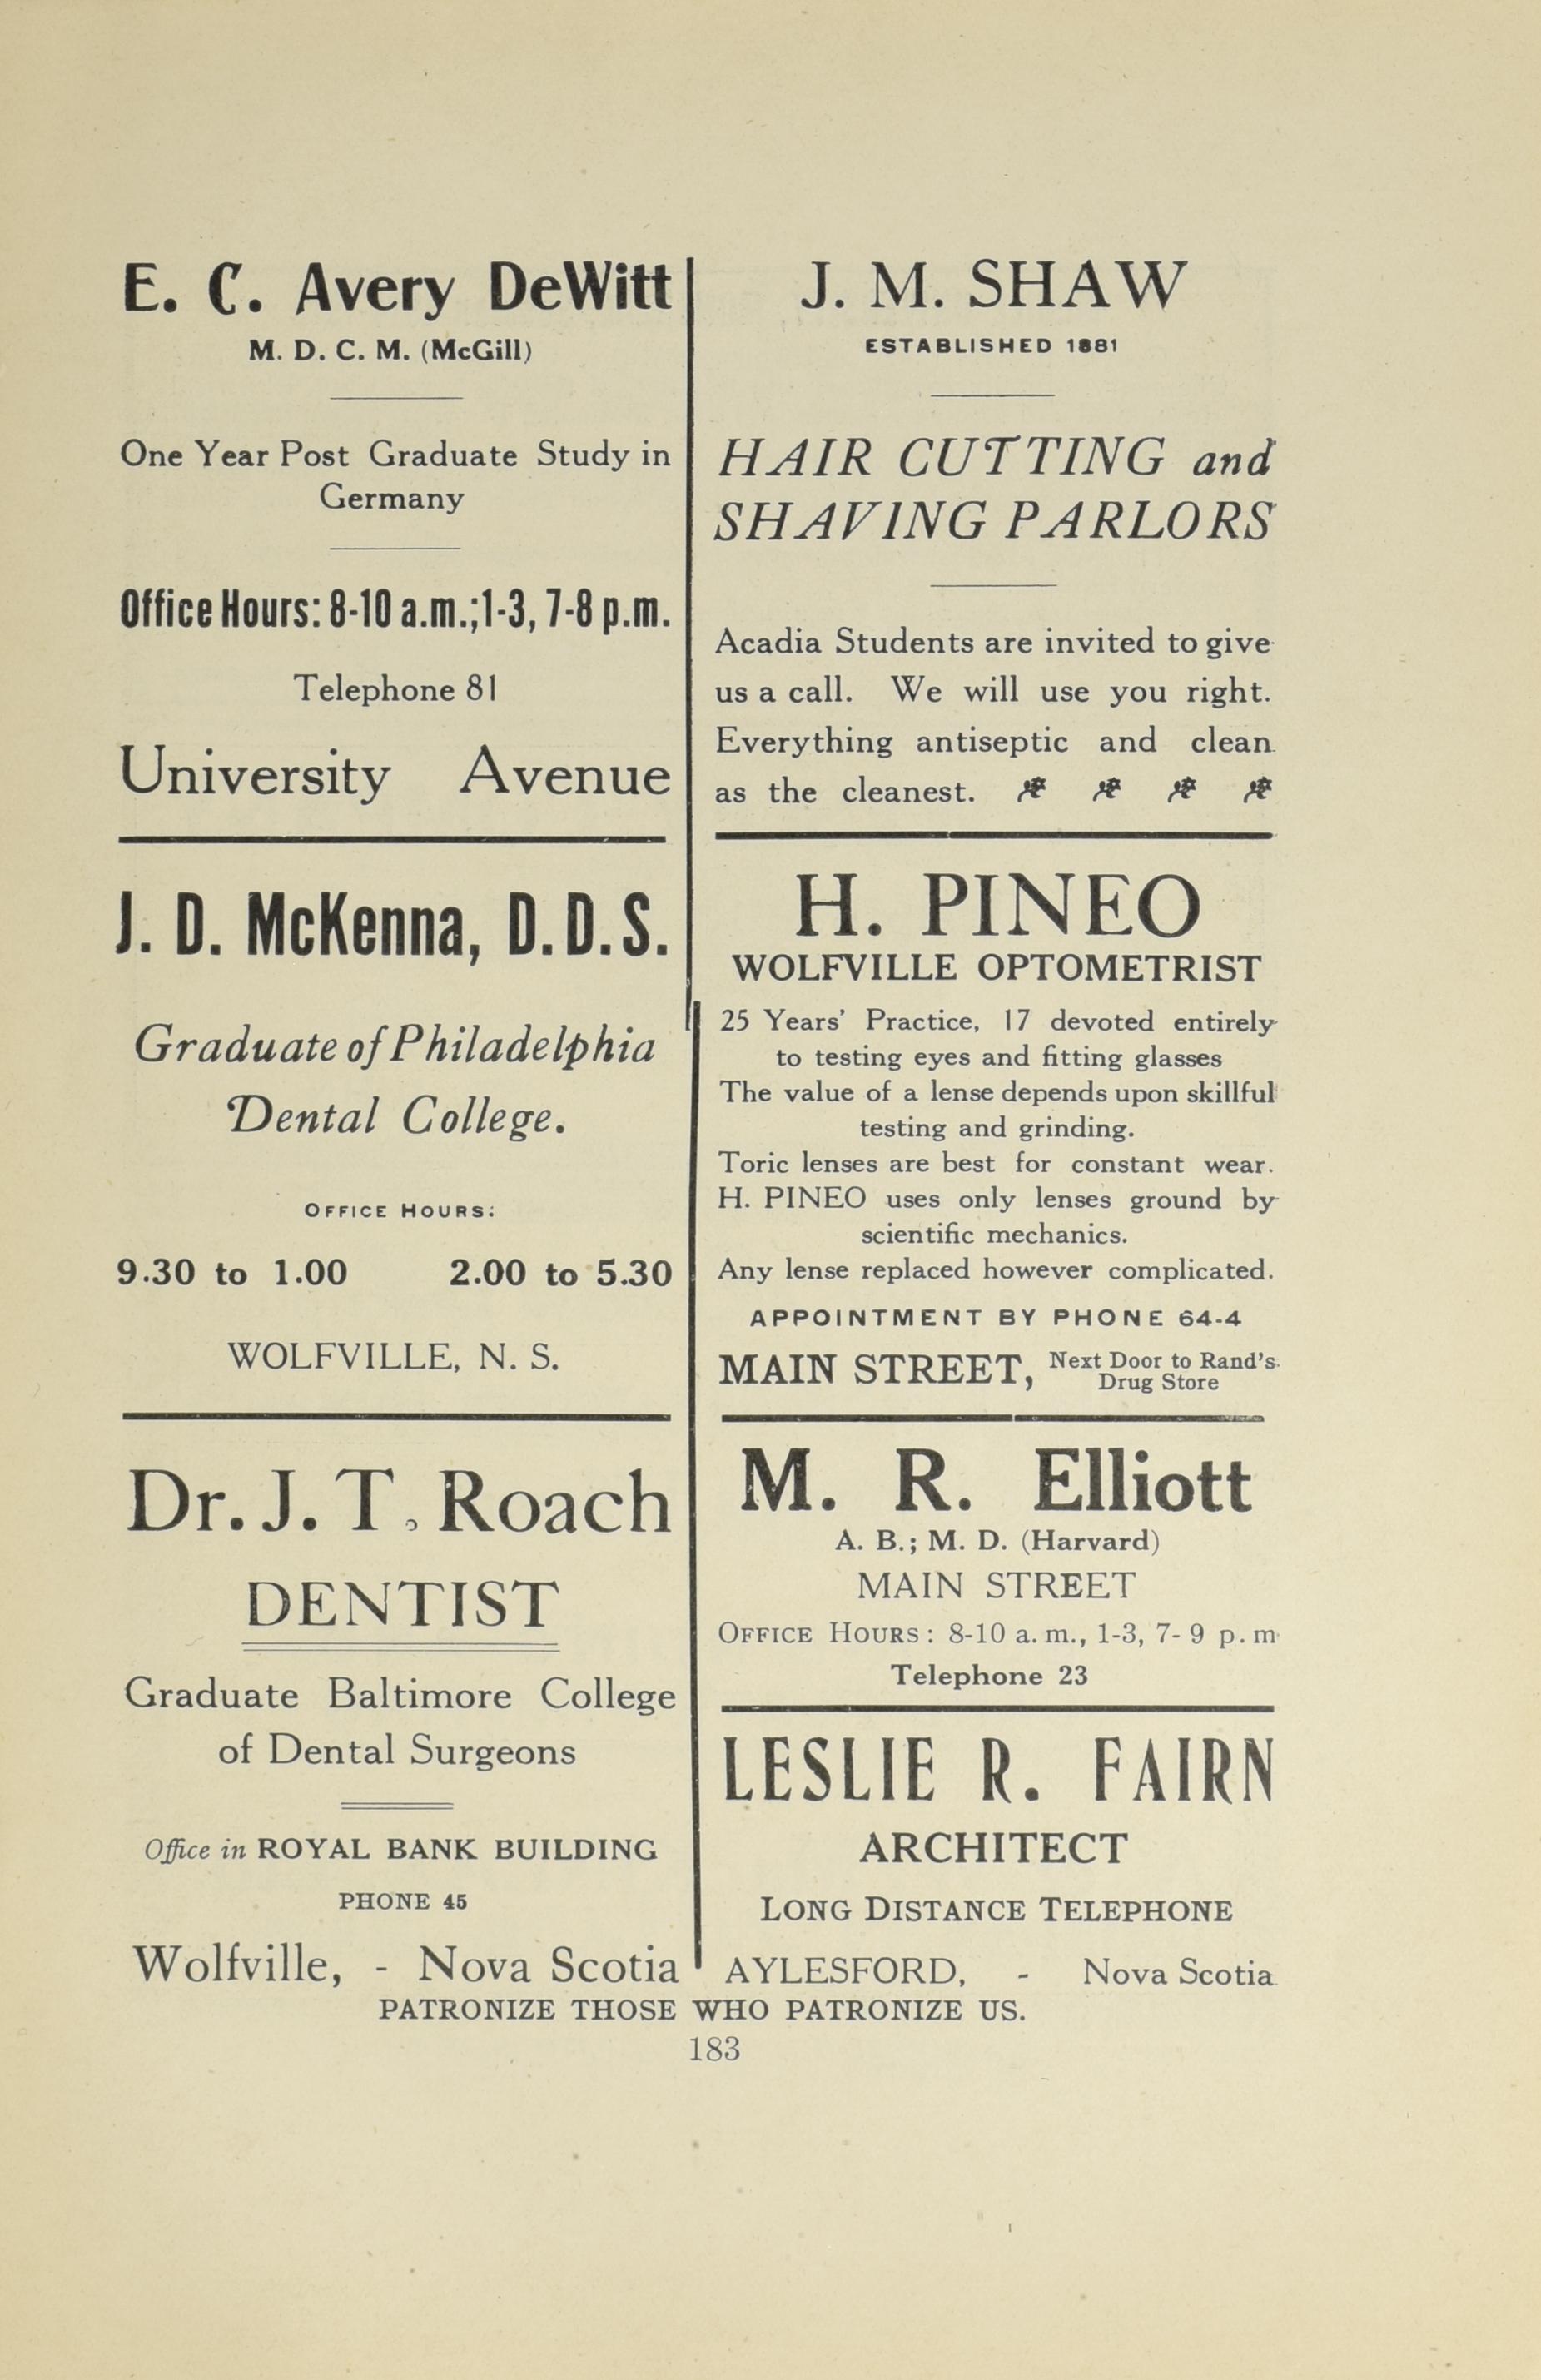 E. C. Avery DeWitt
M. D. C. M. (McGill)
One Year Post Graduate Study in
Germany
Office Hours: 8-10 a.m.; 1-3, 7-8 p.m.
Telephone 81
University Avenue
J. D. McKenna, D.D.S.
Graduate of Philadelphia
Dental College.
OFFICE HOURS:
9.30 to 1.00 2.00 to 5.30
WOLFVILLE, N. S.
Dr. J. T. Roach
DENTIST
Graduate Baltimore College
of Dental Surgeons
Office in ROYAL BANK BUILDING
PHONE 45
Wolfville, - Nova Scotia
J. M. SHAW
ESTABLISHED 1881
HAIR CUTTING and
SHAVING PARLORS
Acadia Students are invited to give
us a call. We will use you right.
Everything antiseptic and clean
as the cleanest.
H. PINEO
WOLFVILLE OPTOMETRIST
25 Years' Practice, 17 devoted entirely
to testing eyes and fitting glasses
The value of a lense depends upon skillful
testing and grinding.
Toric lenses are best for constant wear.
H. PINEO uses only lenses ground by
scientific mechanics.
Any lense replaced however complicated.
APPOINTMENT BY PHONE 64-4
MAIN STREET, Next Door to Rand's
Drug Store
M. R. Elliott
A. B.; M. D. (Harvard)
MAIN STREET
OFFICE HOURS: 8-10 a. m., 1-3, 7- 9 p. m
Telephone 23
LESLIE R. FAIRN
ARCHITECT
LONG DISTANCE TELEPHONE
AYLESFORD, - Nova Scotia
PATRONIZE THOSE WHO PATRONIZE US.
183